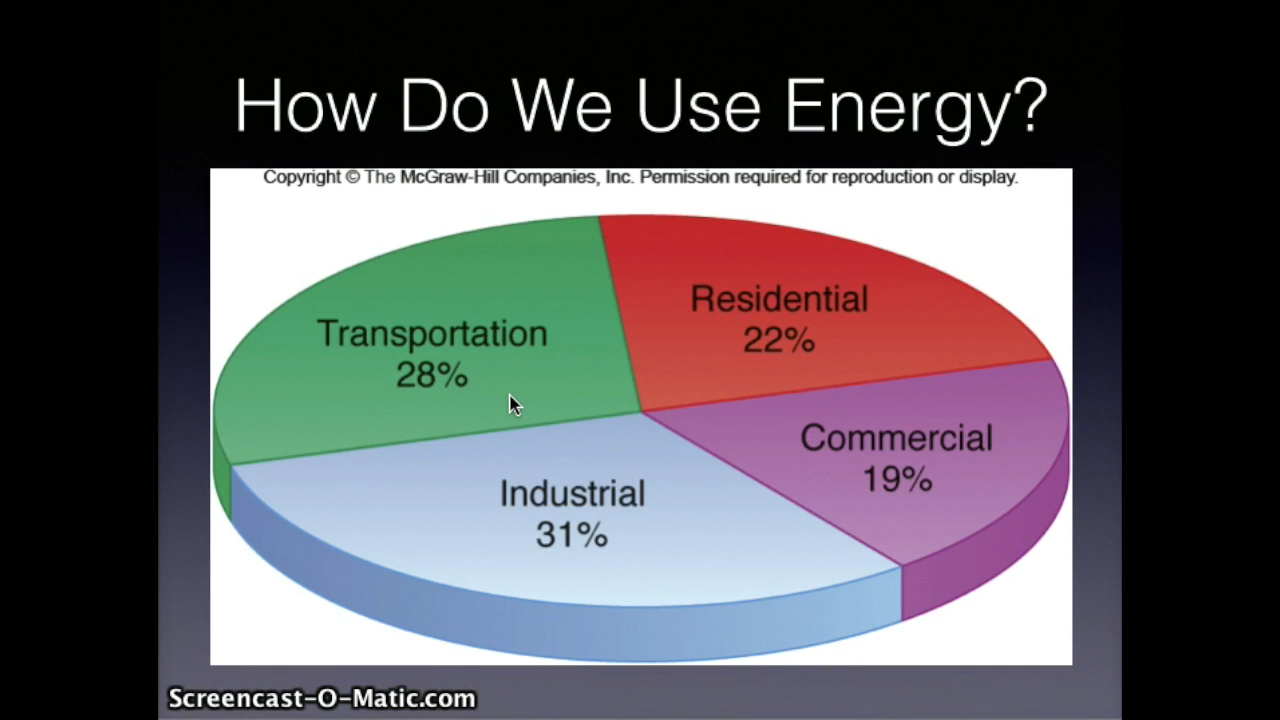 How Do We Use Energy?
Copyright © The McGraw-Hill Companies, Inc. Permission required for reproduction or display.
Residential
22%
Transportation
28%
Commercial
19%
Industrial
31%
Screencast-O-Matic.com